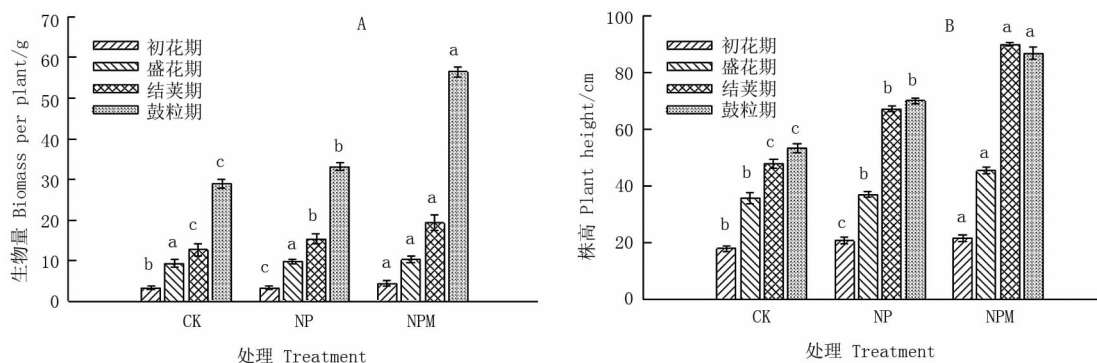 A
70
60
50
40
30
20
10
0
生物量 Biomass per plant/g
初花期
盛花期
结荚期
鼓粒期
b
a
c
c
c
a
b
b
a
a
a
a
CK
NP
NPM
处理 Treatment
B
100
80
60
40
20
0
株高 Plant height/cm
初花期
盛花期
结荚期
鼓粒期
b
b
c
c
c
b
b
b
a
a
a
a
CK
NP
NPM
处理 Treatment